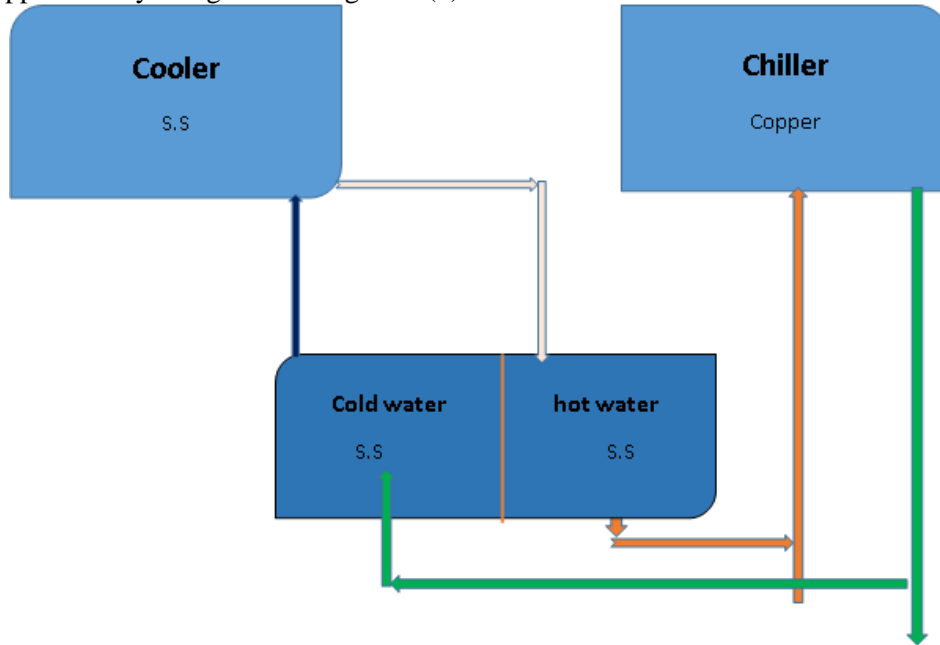 Cooler
S.S
Chiller
Copper
Cold water
S.S
hot water
S.S